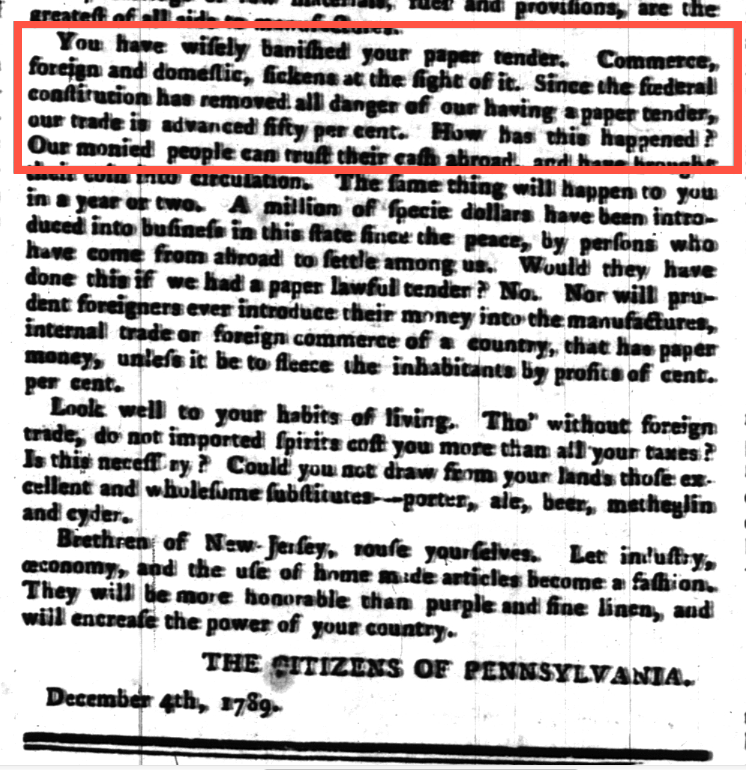 materials, fuel and proviſions, are the
greateſt of all aids to manufactures.
You have wiſely baniſhed your paper tender. Commerce,
foreign and domeſtic, ſickens at the ſight of it. Since the fœderal
conſtitution has removed all danger of our having a paper tender,
our trade is advanced fifty per cent. How has this happened?
Our monied people can truſt their caſh abroad, and have brought
their coin into circulation. The ſame thing will happen to you
in a year or two. A million of ſpecie dollars have been intro-
duced into buſineſs in this ſtate ſince the peace, by perſons who
have come from abroad to ſettle among us. Would they have
done this if we had a paper lawful tender? No. Nor will pru-
dent foreigners ever introduce their money into the manufactures,
internal trade or foreign commerce of a country, that has paper
money, unleſs it be to fleece the inhabitants by profits of cent.
per cent.
Look well to your habits of living. Tho' without foreign
trade, do not imported ſpirits coſt you more than all your taxes?
Is this neceſſ ry? Could you not draw from your lands thoſe ex-
cellent and wholeſome ſubſtitutes--porter, ale, beer, metheglin
and cyder.
Brethren of New-Jerſey, rouſe yourſelves. Let induſtry,
œconomy, and the uſe of home made articles become a faſhion.
They will be more honorable than purple and fine linen, and
will encreaſe the power of your country.
THE CITIZENS OF PENNSYLVANIA.
December 4th, 1789.